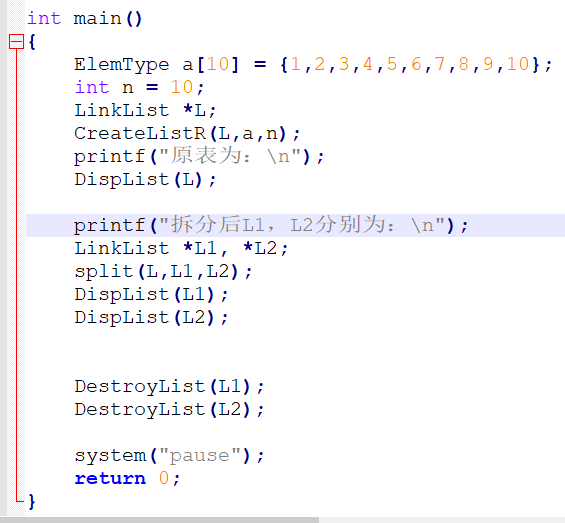 int main()
{
ElemType a[10] = {1,2,3,4,5,6,7,8,9,10};
int n = 10;
LinkList *L;
CreateListR(L,a,n);
printf("原表为：\n");
DispList(L);
printf("拆分后L1，L2分别为：\n");
LinkList *L1, *L2;
split(L,L1,L2);
DispList(L1);
DispList(L2);
DestroyList(L1);
DestroyList(L2);
system("pause");
return 0;
}